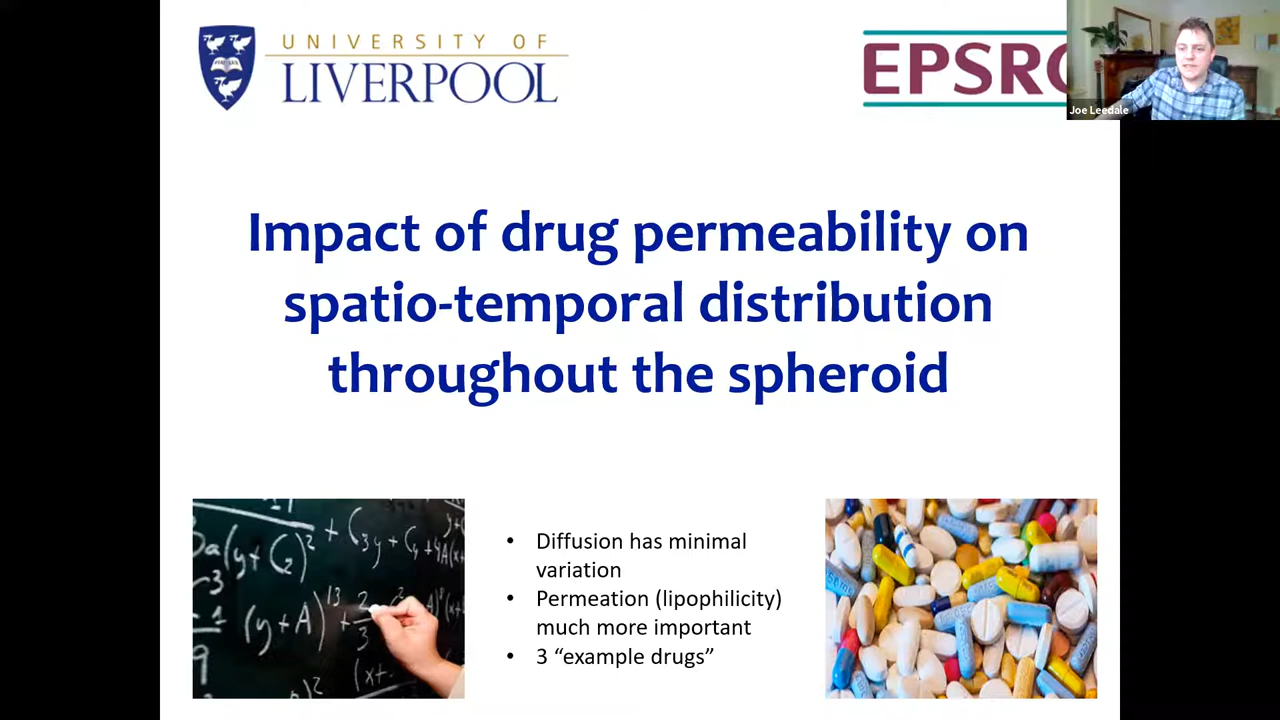 UNIVERSITY OF
LIVERPOOL
EPSRC
Joe Leedale
Impact of drug permeability on
spatio-temporal distribution
throughout the spheroid
• Diffusion has minimal
variation
• Permeation (lipophilicity)
much more important
• 3 “example drugs”